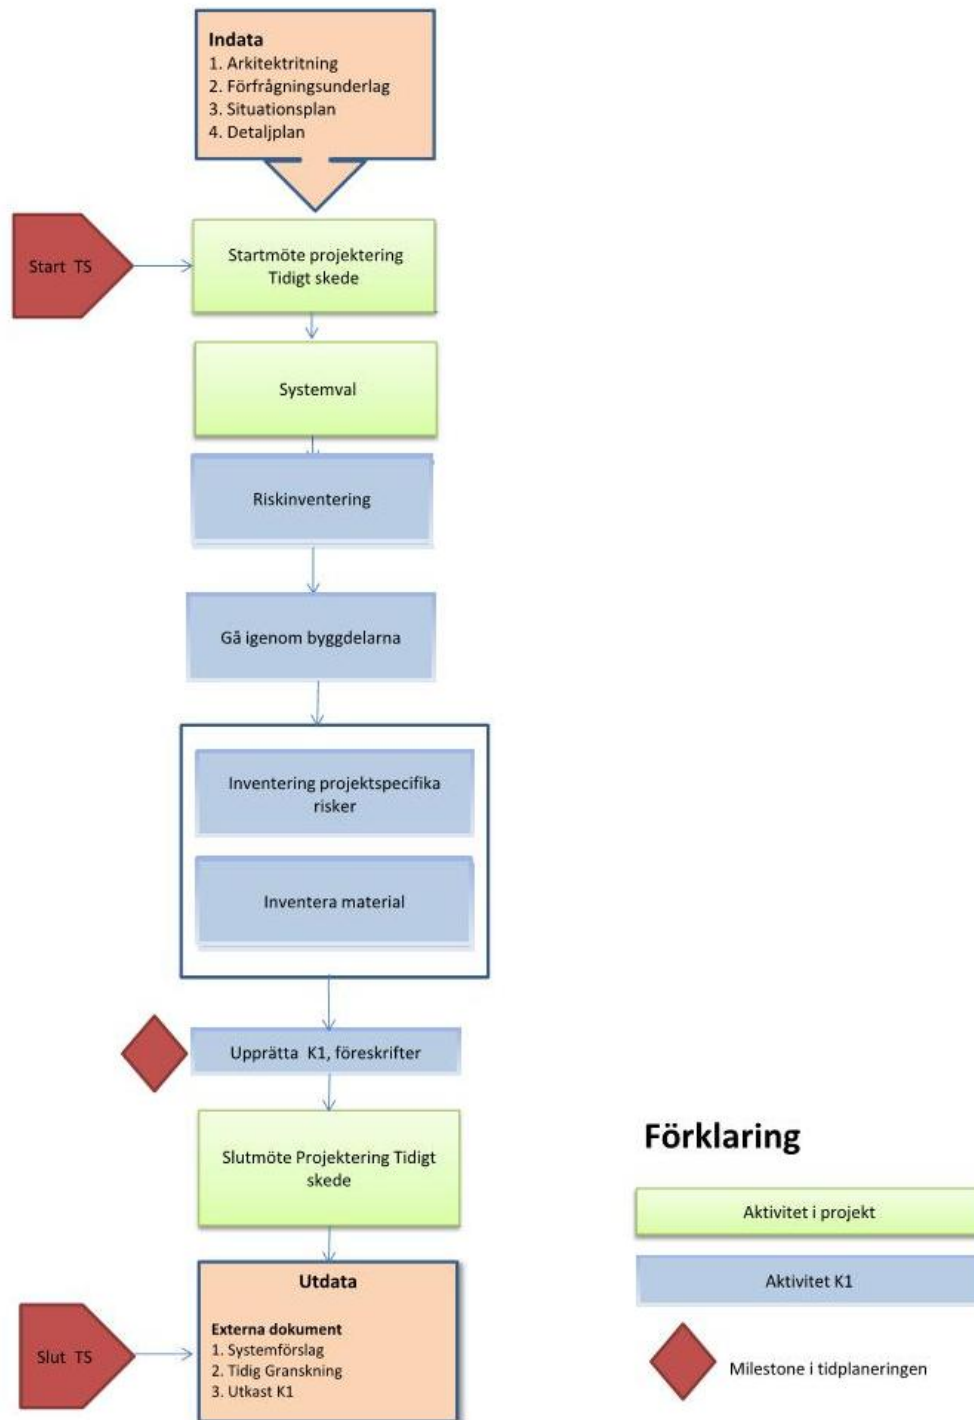 Indata
1. Arkitektritning
2. Förfrågningsunderlag
3. Situationsplan
4. Detaljplan
Start TS
Startmöte projektering
Tidigt skede
Systemval
Riskinventering
Gå igenom byggdelarna
Inventering projektspecifika
risker
Inventera material
Upprätta K1, föreskrifter
Slutmöte Projektering Tidigt
skede
Utdata
Externa dokument
1. Systemförslag
2. Tidig Granskning
3. Utkast K1
Slut TS
Förklaring
Aktivitet i projekt
Aktivitet K1
Milestone i tidplaneringen